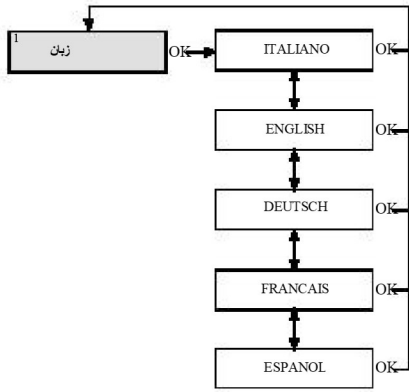 1
زبان
OK
ITALIANO
OK
ENGLISH
OK
DEUTSCH
OK
FRANCAIS
OK
ESPANOL
OK